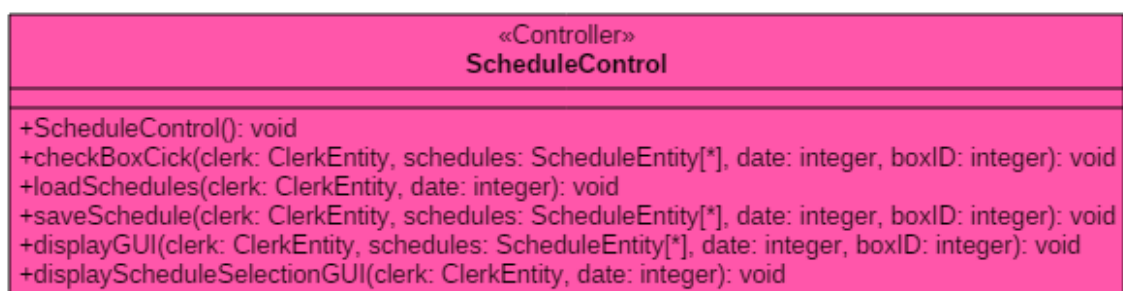 «Controller»
ScheduleControl
+ScheduleControl(): void
+checkBoxCick(clerk: ClerkEntity, schedules: ScheduleEntity[*], date: integer, boxID: integer): void
+loadSchedules(clerk: ClerkEntity, date: integer): void
+saveSchedule(clerk: ClerkEntity, schedules: ScheduleEntity[*], date: integer, boxID: integer): void
+displayGUI(clerk: ClerkEntity, schedules: ScheduleEntity[*], date: integer, boxID: integer): void
+displayScheduleSelectionGUI(clerk: ClerkEntity, date: integer): void